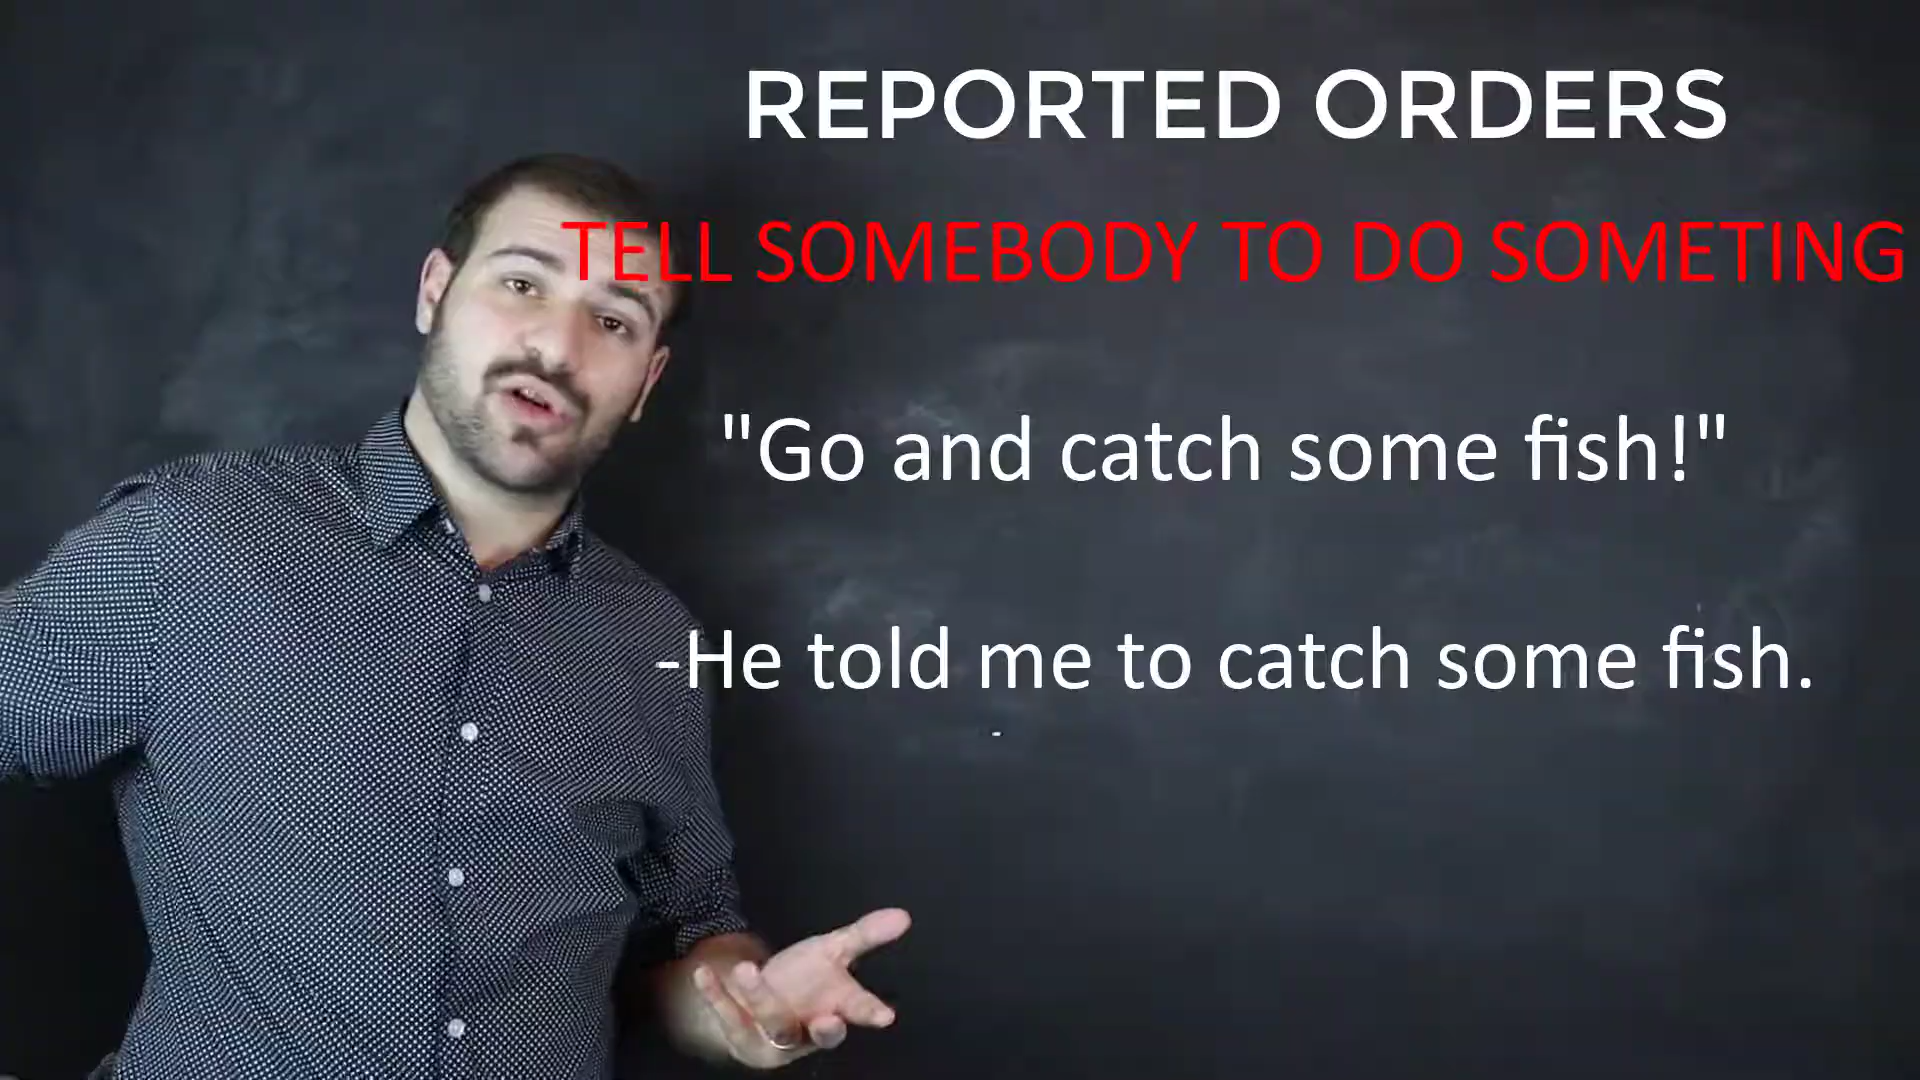 REPORTED ORDERS
TELL SOMEBODY TO DO SOMETING
"Go and catch some fish!"
-He told me to catch some fish.
-